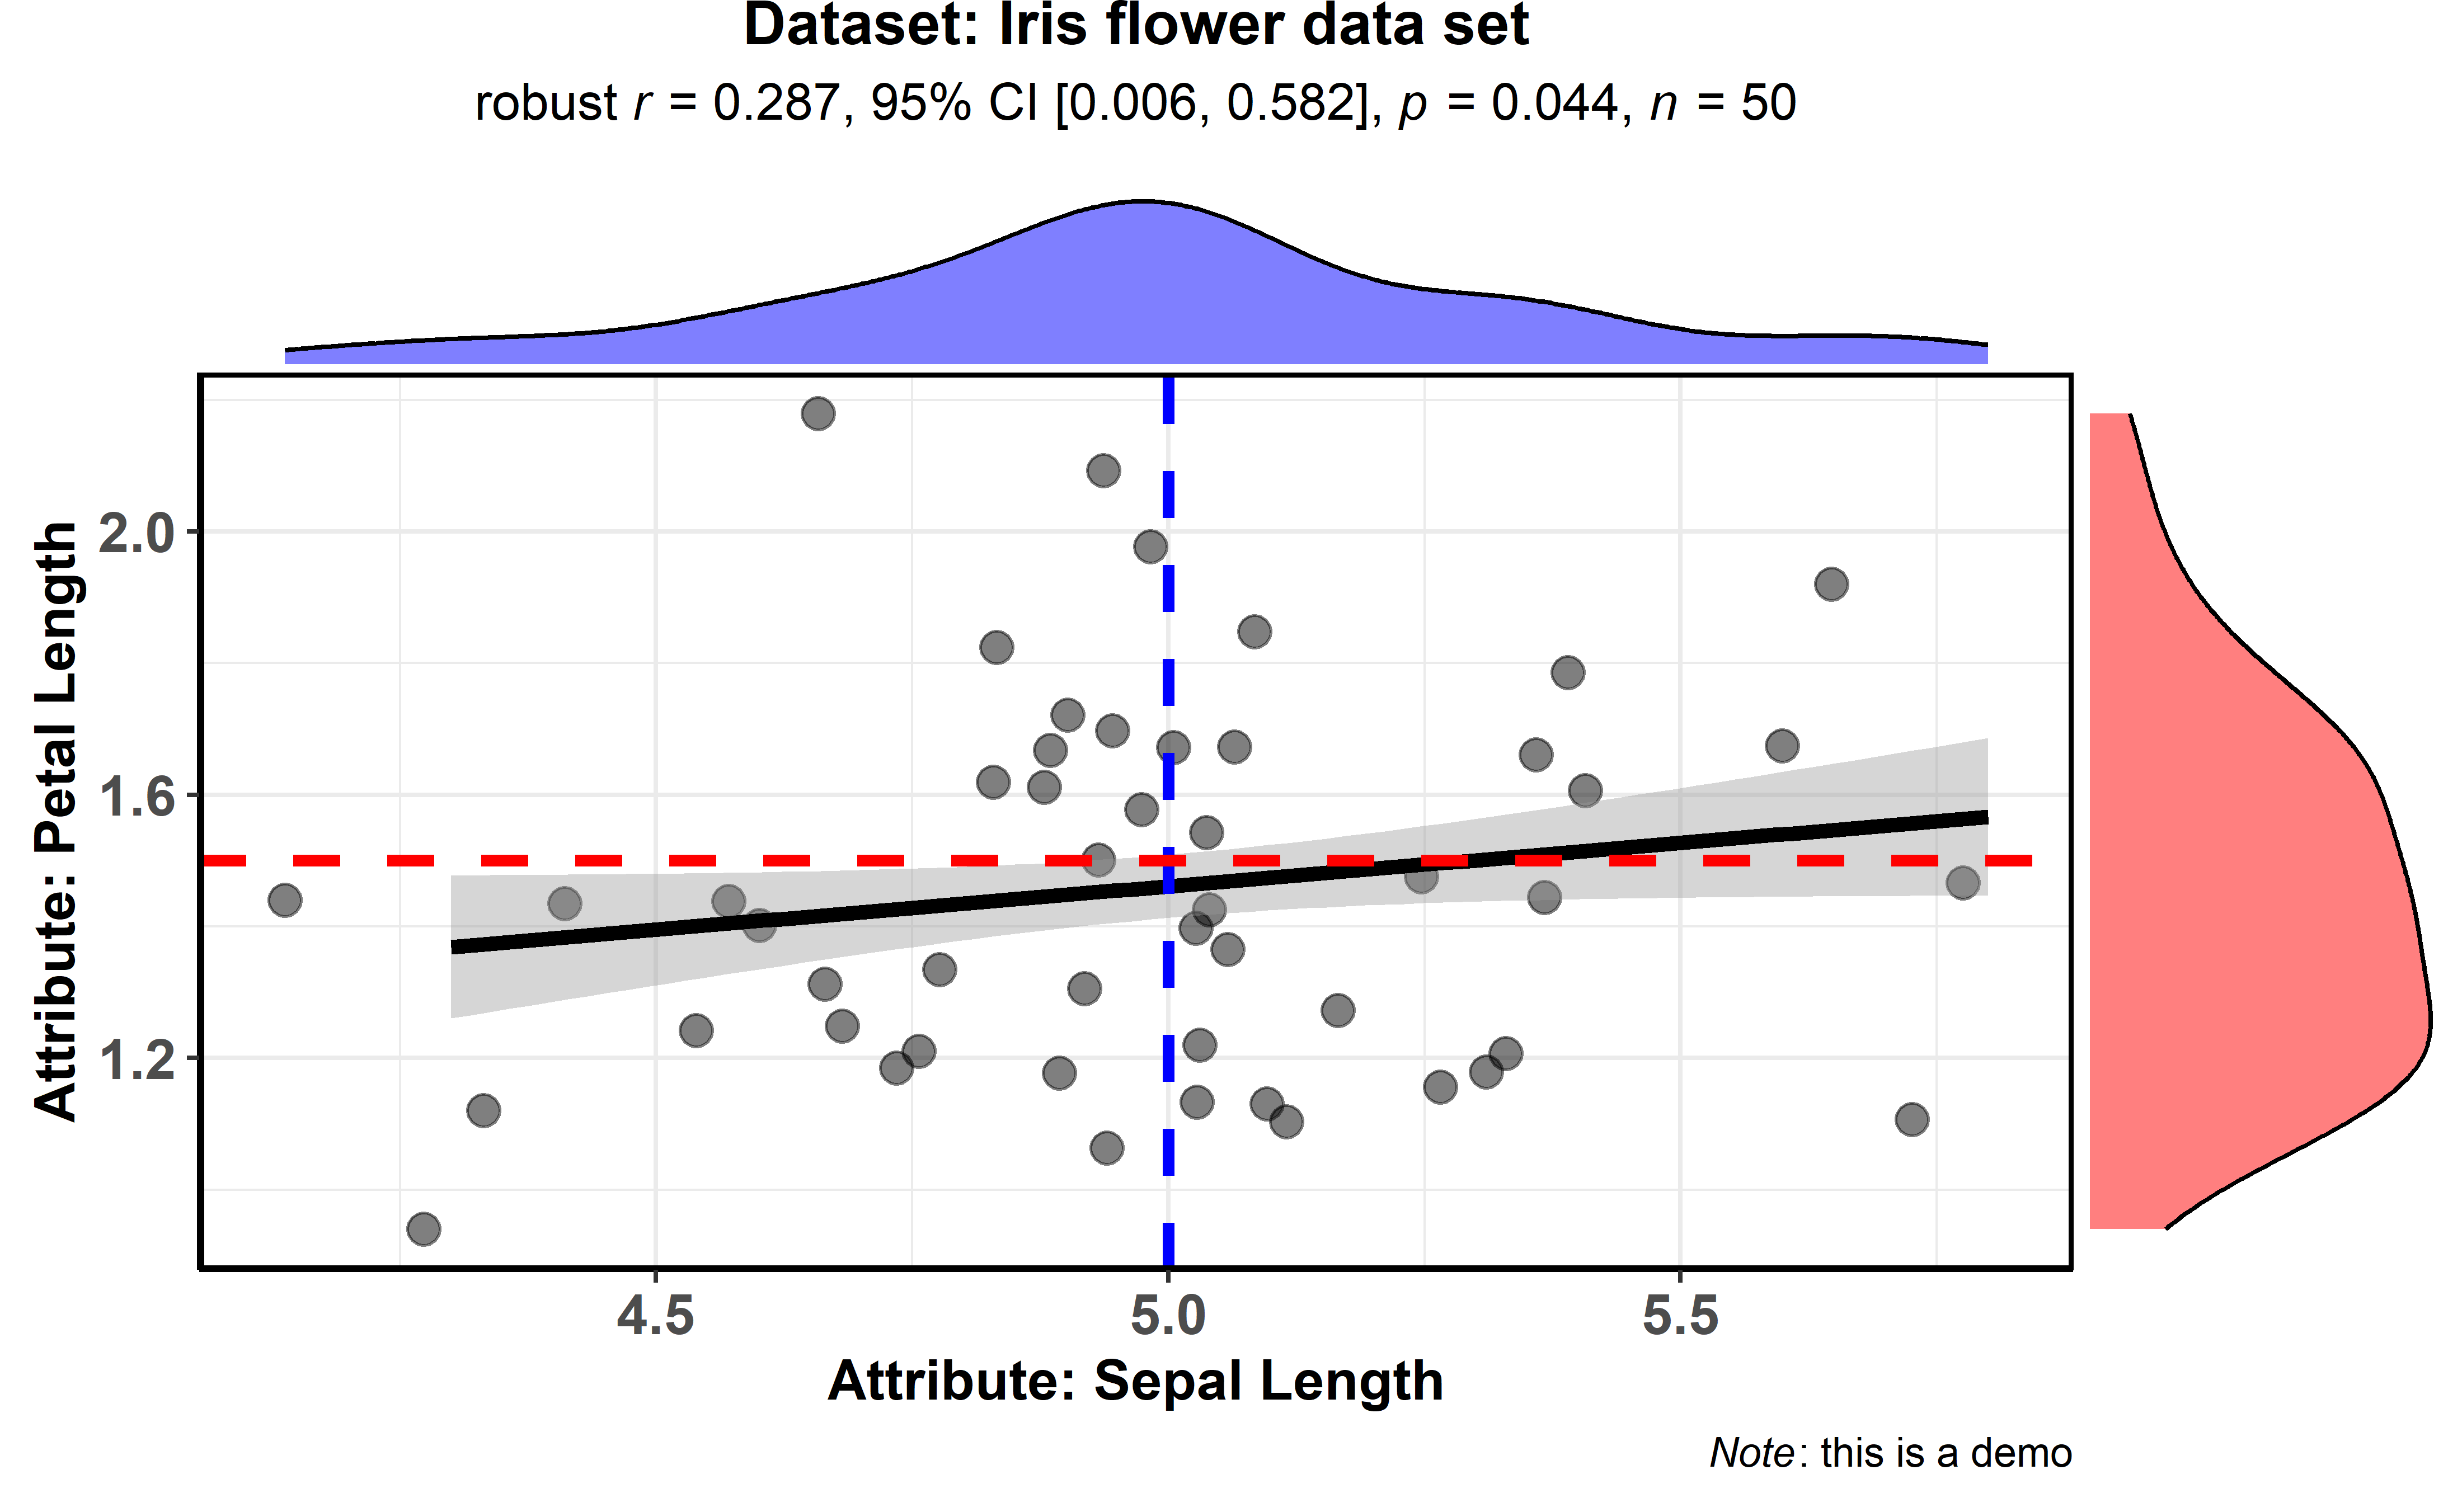 Dataset: Iris flower data set
robust r = 0.287, 95% CI [0.006, 0.582], p = 0.044, n = 50
Attribute: Petal Length
2.0
1.6
1.2
4.5 5.0 5.5
Attribute: Sepal Length
Note: this is a demo